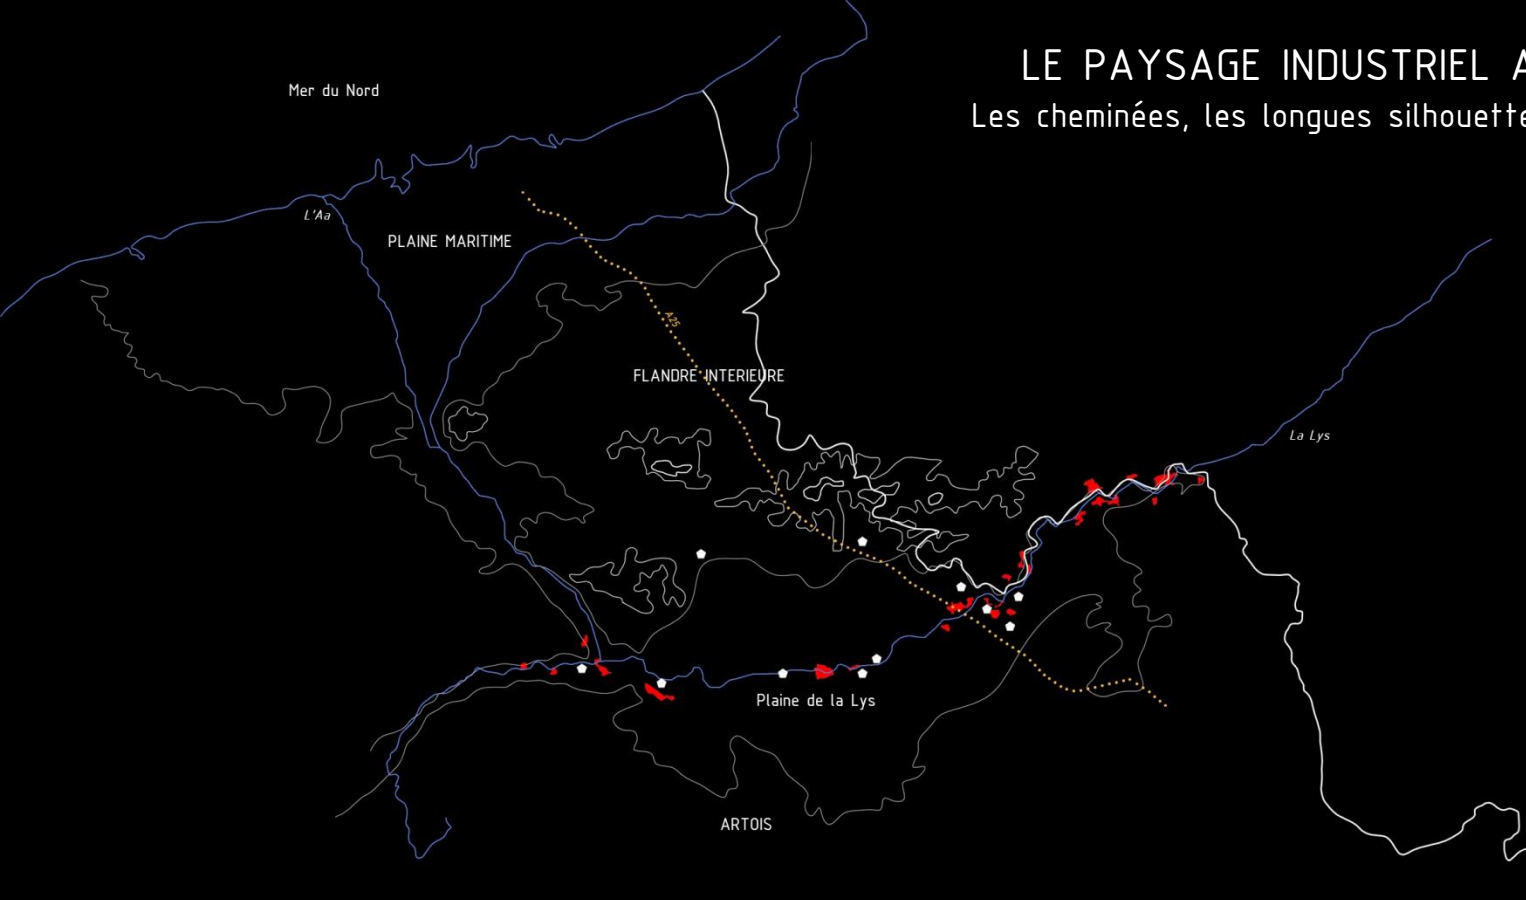 LE PAYSAGE INDUSTRIEL A
Les cheminées, les longues silhouette
Mer du Nord
L'Aa
PLAINE MARITIME
A25
FLANDRE INTERIEURE
La Lys
Plaine de la Lys
ARTOIS